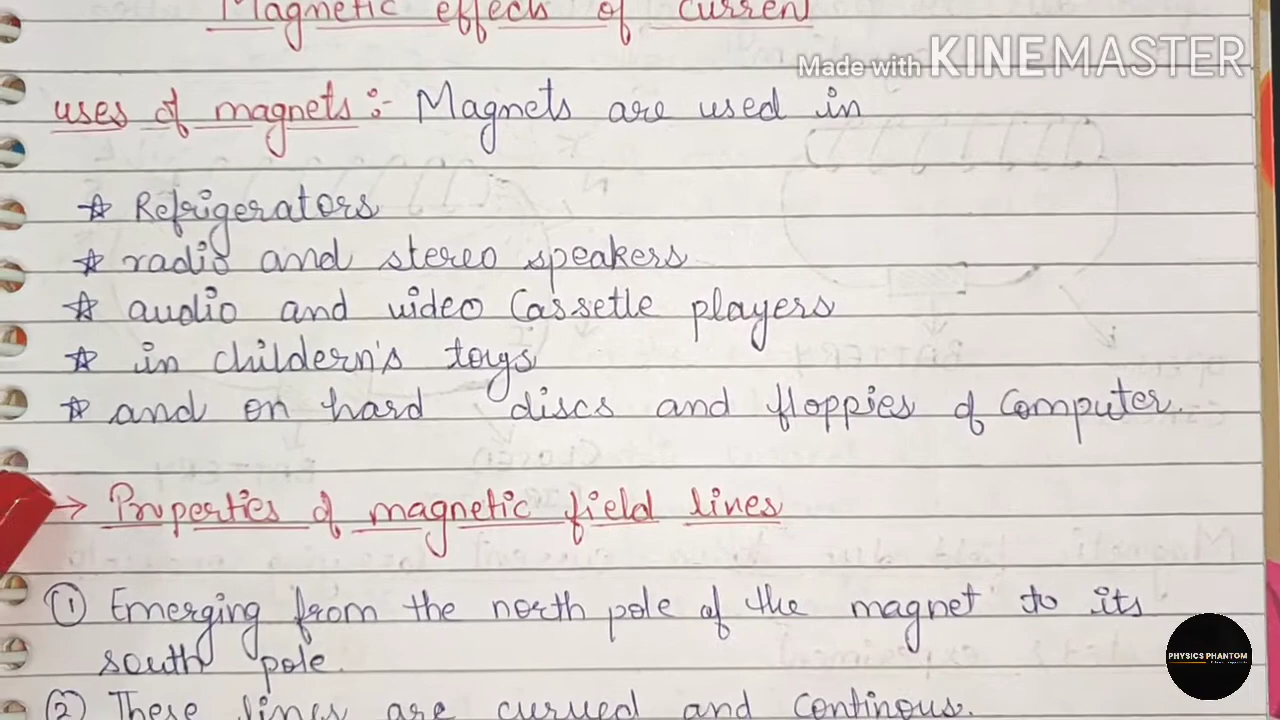 Magnetic effects of current
Made with KINEMASTER
uses of magnets :- Magnets are used in
☆ Refrigerators
☆ radio and stereo speakers
☆ audio and video Cassette players
☆ in childern's toys
☆ and on hard discs and floppies of Computer.
→ Properties of magnetic field lines
① Emerging from the north pole of the magnet to its
south pole.
PHYSICS PHANTOM
② These lines are curved and continous.